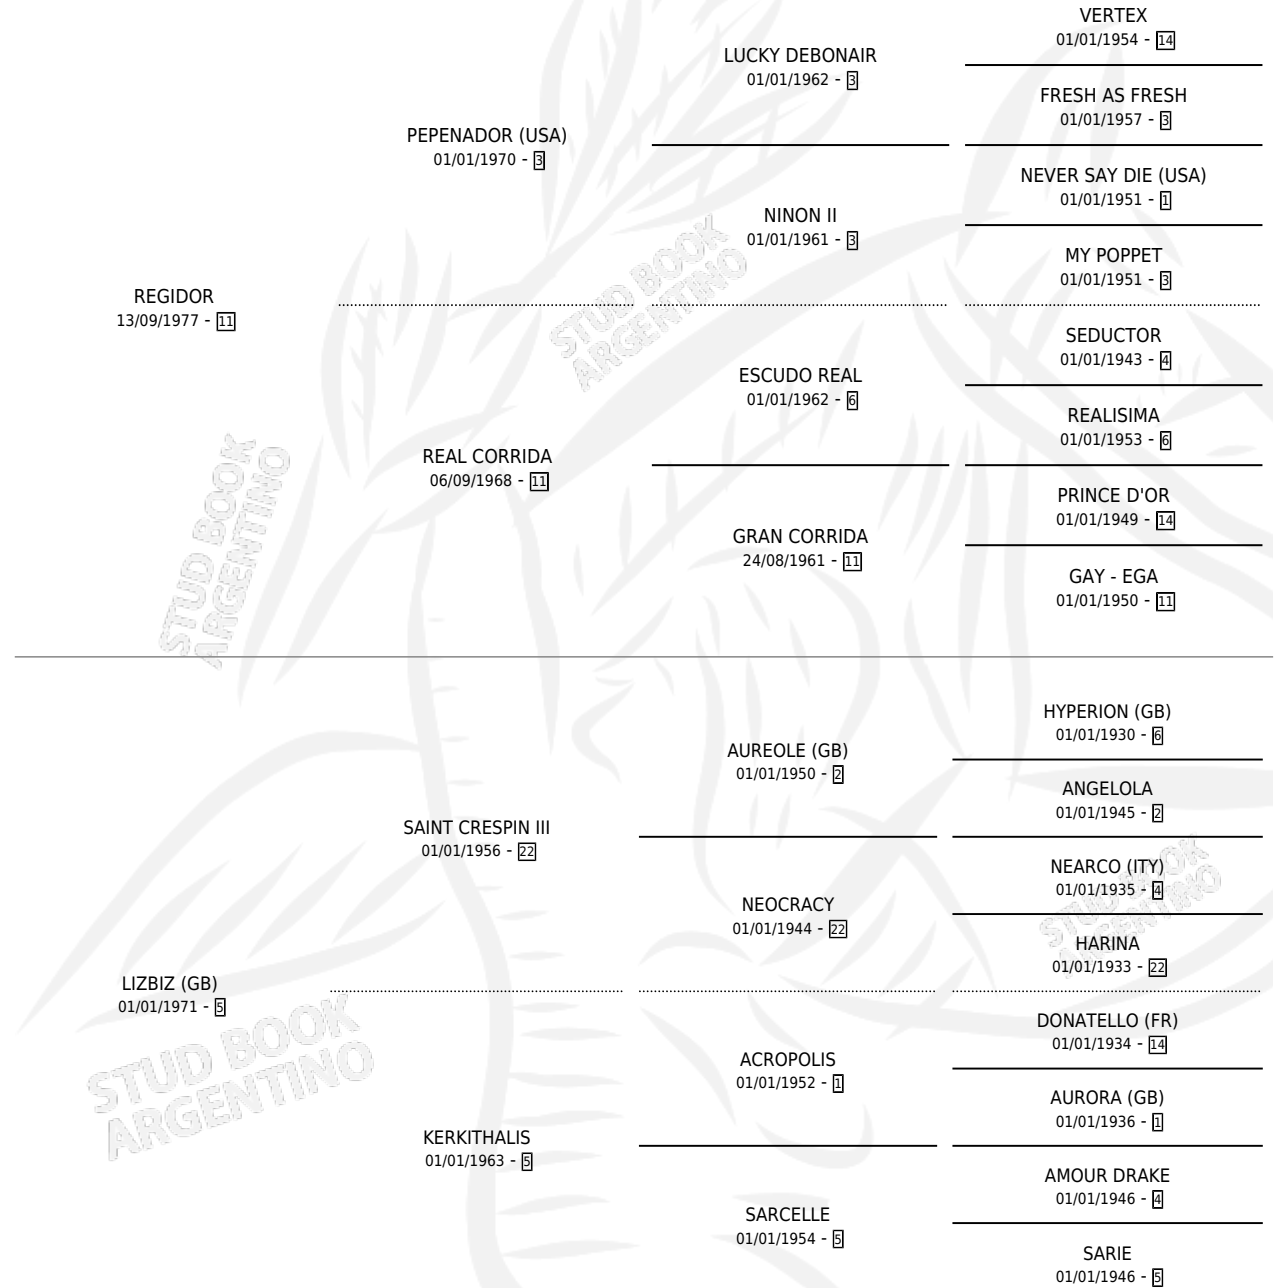 VERTEX
01/01/1954 - 14
LUCKY DEBONAIR
01/01/1962 - 3
FRESH AS FRESH
01/01/1957 - 3
PEPENADOR (USA)
01/01/1970 - 3
NEVER SAY DIE (USA)
01/01/1951 - 1
NINON II
01/01/1961 - 3
MY POPPET
01/01/1951 - 3
REGIDOR
13/09/1977 - 11
SEDUCTOR
01/01/1943 - 4
ESCUDO REAL
01/01/1962 - 6
REALISIMA
01/01/1953 - 6
REAL CORRIDA
06/09/1968 - 11
PRINCE D'OR
01/01/1949 - 14
GRAN CORRIDA
24/08/1961 - 11
GAY - EGA
01/01/1950 - 11
HYPERION (GB)
01/01/1930 - 6
AUREOLE (GB)
01/01/1950 - 2
ANGELOLA
01/01/1945 - 2
SAINT CRESPIN III
01/01/1956 - 22
NEARCO (ITY)
01/01/1935 - 4
NEOCRACY
01/01/1944 - 22
HARINA
01/01/1933 - 22
LIZBIZ (GB)
01/01/1971 - 5
DONATELLO (FR)
01/01/1934 - 14
ACROPOLIS
01/01/1952 - 1
AURORA (GB)
01/01/1936 - 1
KERKITHALIS
01/01/1963 - 5
AMOUR DRAKE
01/01/1946 - 4
SARCELLE
01/01/1954 - 5
SARIE
01/01/1946 - 5
STUD BOOK
ARGENTINO
STUD BOOK
ARGENTINO
STUD BOOK
ARGENTINO
STUD BOOK
ARGENTINO